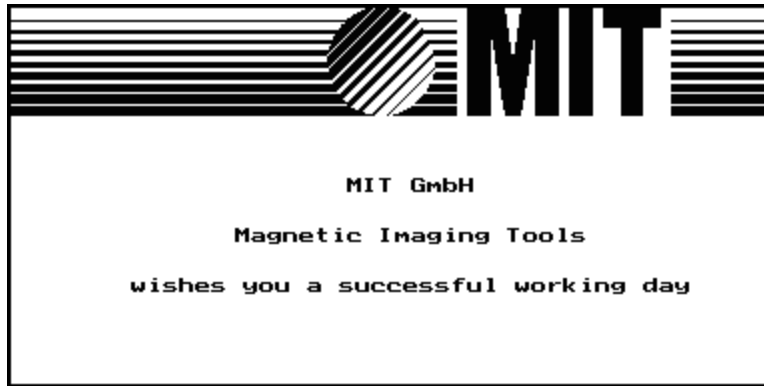 MIT
MIT GmbH
Magnetic Imaging Tools
wishes you a successful working day